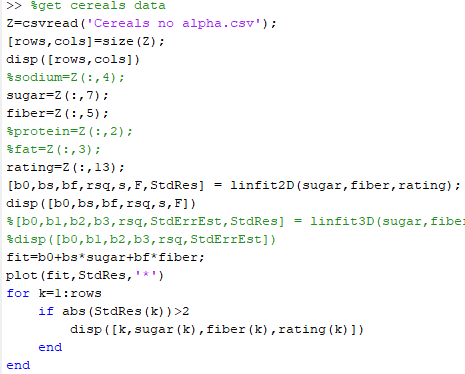 >> %get cereals data
Z=csvread('Cereals no alpha.csv');
[rows,cols]=size(Z);
disp([rows,cols])
%sodium=Z(:,4);
sugar=Z(:,7);
fiber=Z(:,5);
%protein=Z(:,2);
%fat=Z(:,3);
rating=Z(:,13);
[b0,bs,bf,rsq,s,F,StdRes] = linfit2D(sugar,fiber,rating);
disp([b0,bs,bf,rsq,s,F])
%[b0,b1,b2,b3,rsq,StdErrEst,StdRes] = linfit3D(sugar,fiber
%disp([b0,b1,b2,b3,rsq,StdErrEst])
fit=b0+bs*sugar+bf*fiber;
plot(fit,StdRes,'*')
for k=1:rows
    if abs(StdRes(k))>2
        disp([k,sugar(k),fiber(k),rating(k)])
    end
end